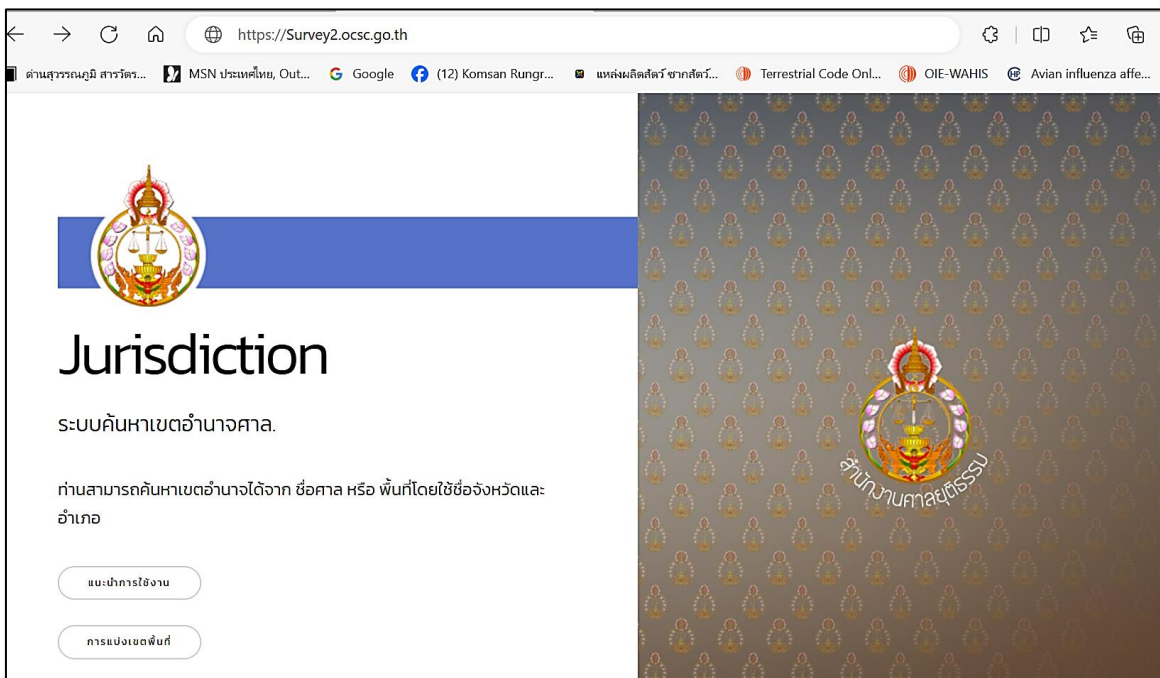 https://Survey2.ocsc.go.th
ด่านสุวรรณภูมิ สารวัตร... MSN ประเทศไทย, Out... Google (12) Komsan Rungr... แหล่งผลิตสัตว์ ซากสัตว์... Terrestrial Code Onl... OIE-WAHIS Avian influenza affe...
Jurisdiction
ระบบค้นหาเขตอำนาจศาล.
ท่านสามารถค้นหาเขตอำนาจได้จาก ชื่อศาล หรือ พื้นที่โดยใช้ชื่อจังหวัดและ
อำเภอ
แนะนำการใช้งาน
การแบ่งเขตพื้นที่
สำนักงานศาลยุติธรรม